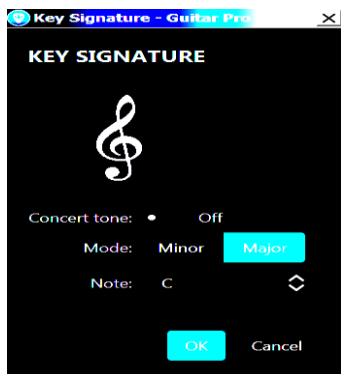 Key Signature - Guitar Pro
KEY SIGNATURE
Concert tone: Off
Mode: Minor Major
Note: C
OK Cancel